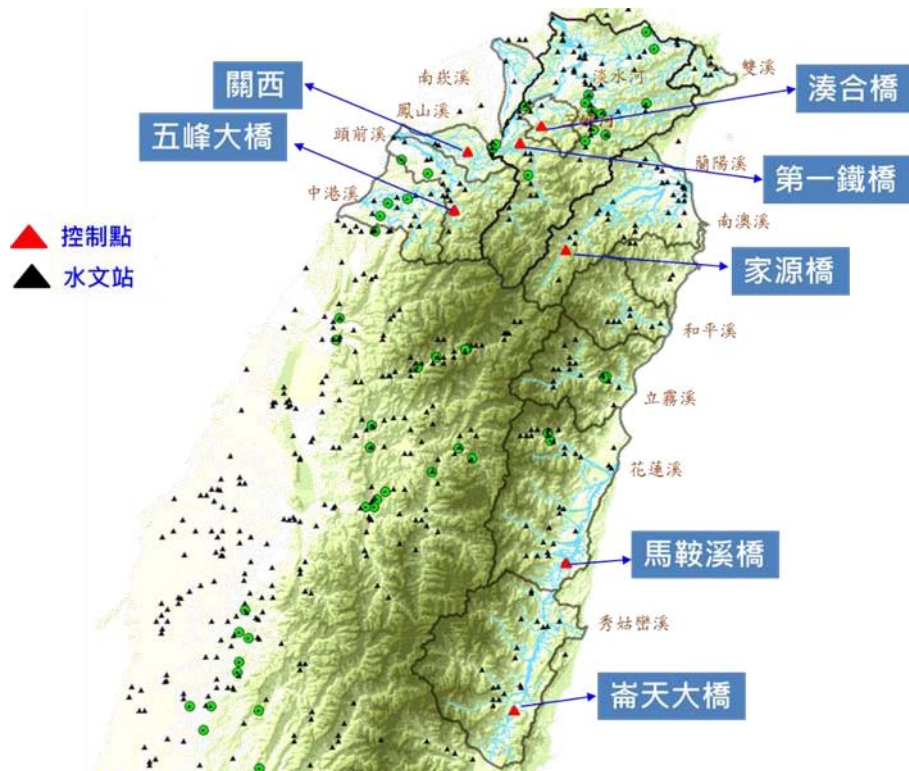 南崁溪
淡水河
雙溪
關西
湊合橋
鳳山溪
五峰大橋
頭前溪
蘭陽溪
第一鐵橋
中港溪
南澳溪
控制點
家源橋
水文站
和平溪
立霧溪
花蓮溪
馬鞍溪橋
秀姑巒溪
崙天大橋